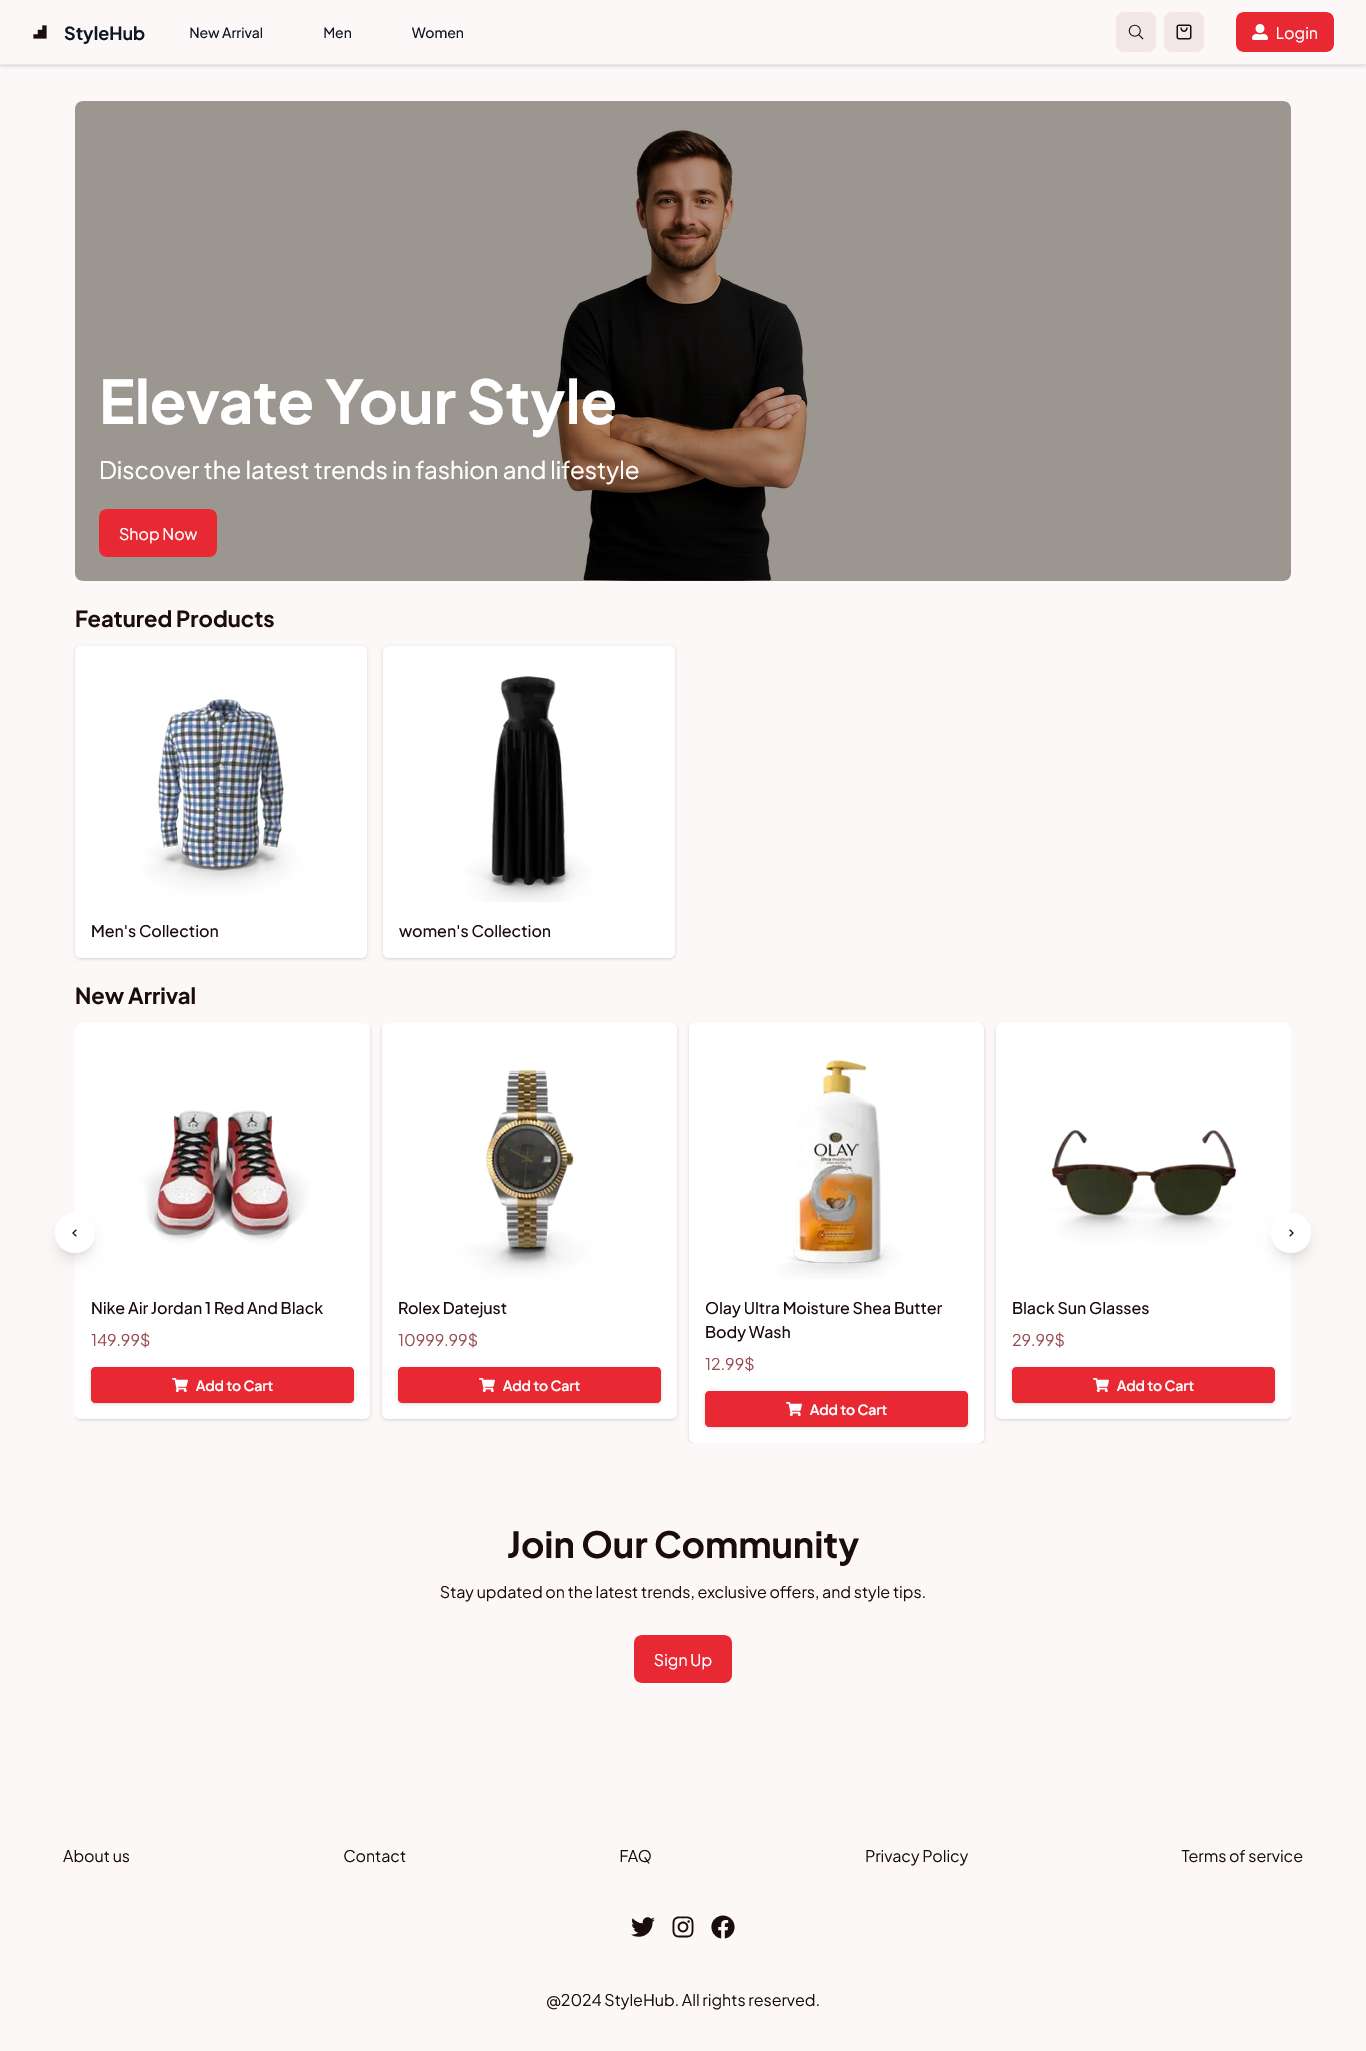 StyleHub
New Arrival
Men
Women
Login
Elevate Your Style
Discover the latest trends in fashion and lifestyle
Shop Now
Featured Products
Men's Collection
women's Collection
New Arrival
Nike Air Jordan 1 Red And Black
149.99$
Add to Cart
Rolex Datejust
10999.99$
Add to Cart
OLAY
Olay Ultra Moisture Shea Butter
Body Wash
12.99$
Add to Cart
Black Sun Glasses
29.99$
Add to Cart
Join Our Community
Stay updated on the latest trends, exclusive offers, and style tips.
Sign Up
About us
Contact
FAQ
Privacy Policy
Terms of service
@2024 StyleHub. All rights reserved.